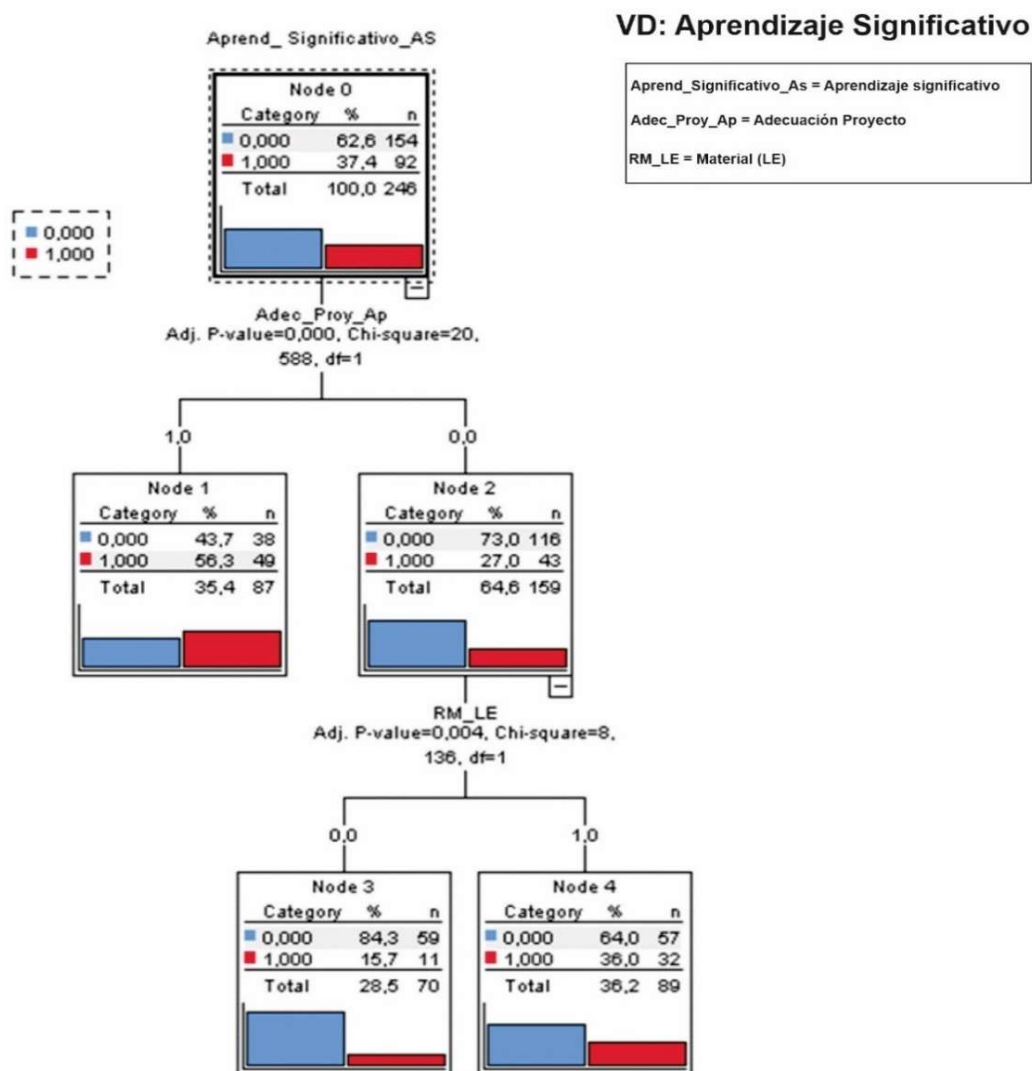 VD: Aprendizaje Significativo
Aprend_Significativo_As = Aprendizaje significativo
Adec_Proy_Ap = Adecuación Proyecto
RM_LE = Material (LE)
Aprend_ Significativo_AS
Node 0
Category % n
0,000 62,6 154
1,000 37,4 92
Total 100,0 246
0,000
1,000
Adec_Proy_Ap
Adj. P-value=0,000, Chi-square=20,
588, df=1
1,0
0,0
Node 1
Category % n
0,000 43,7 38
1,000 56,3 49
Total 35,4 87
Node 2
Category % n
0,000 73,0 116
1,000 27,0 43
Total 64,6 159
RM_LE
Adj. P-value=0,004, Chi-square=8,
136, df=1
0,0
1,0
Node 3
Category % n
0,000 84,3 59
1,000 15,7 11
Total 28,5 70
Node 4
Category % n
0,000 64,0 57
1,000 36,0 32
Total 36,2 89